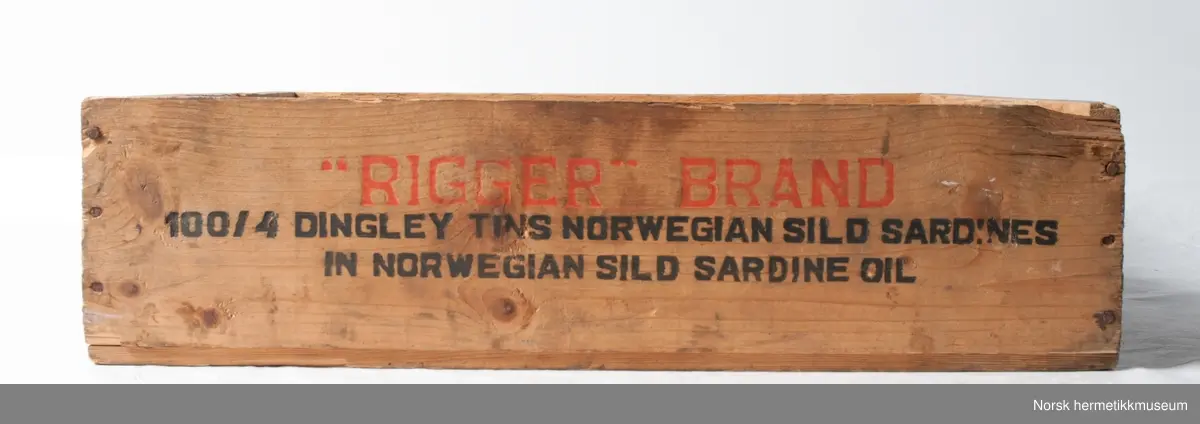 "RIGGER" BRAND
100/4 DINGLEY TINS NORWEGIAN SILD SARDINES
IN NORWEGIAN SILD SARDINE OIL
Norsk hermetikkmuseum